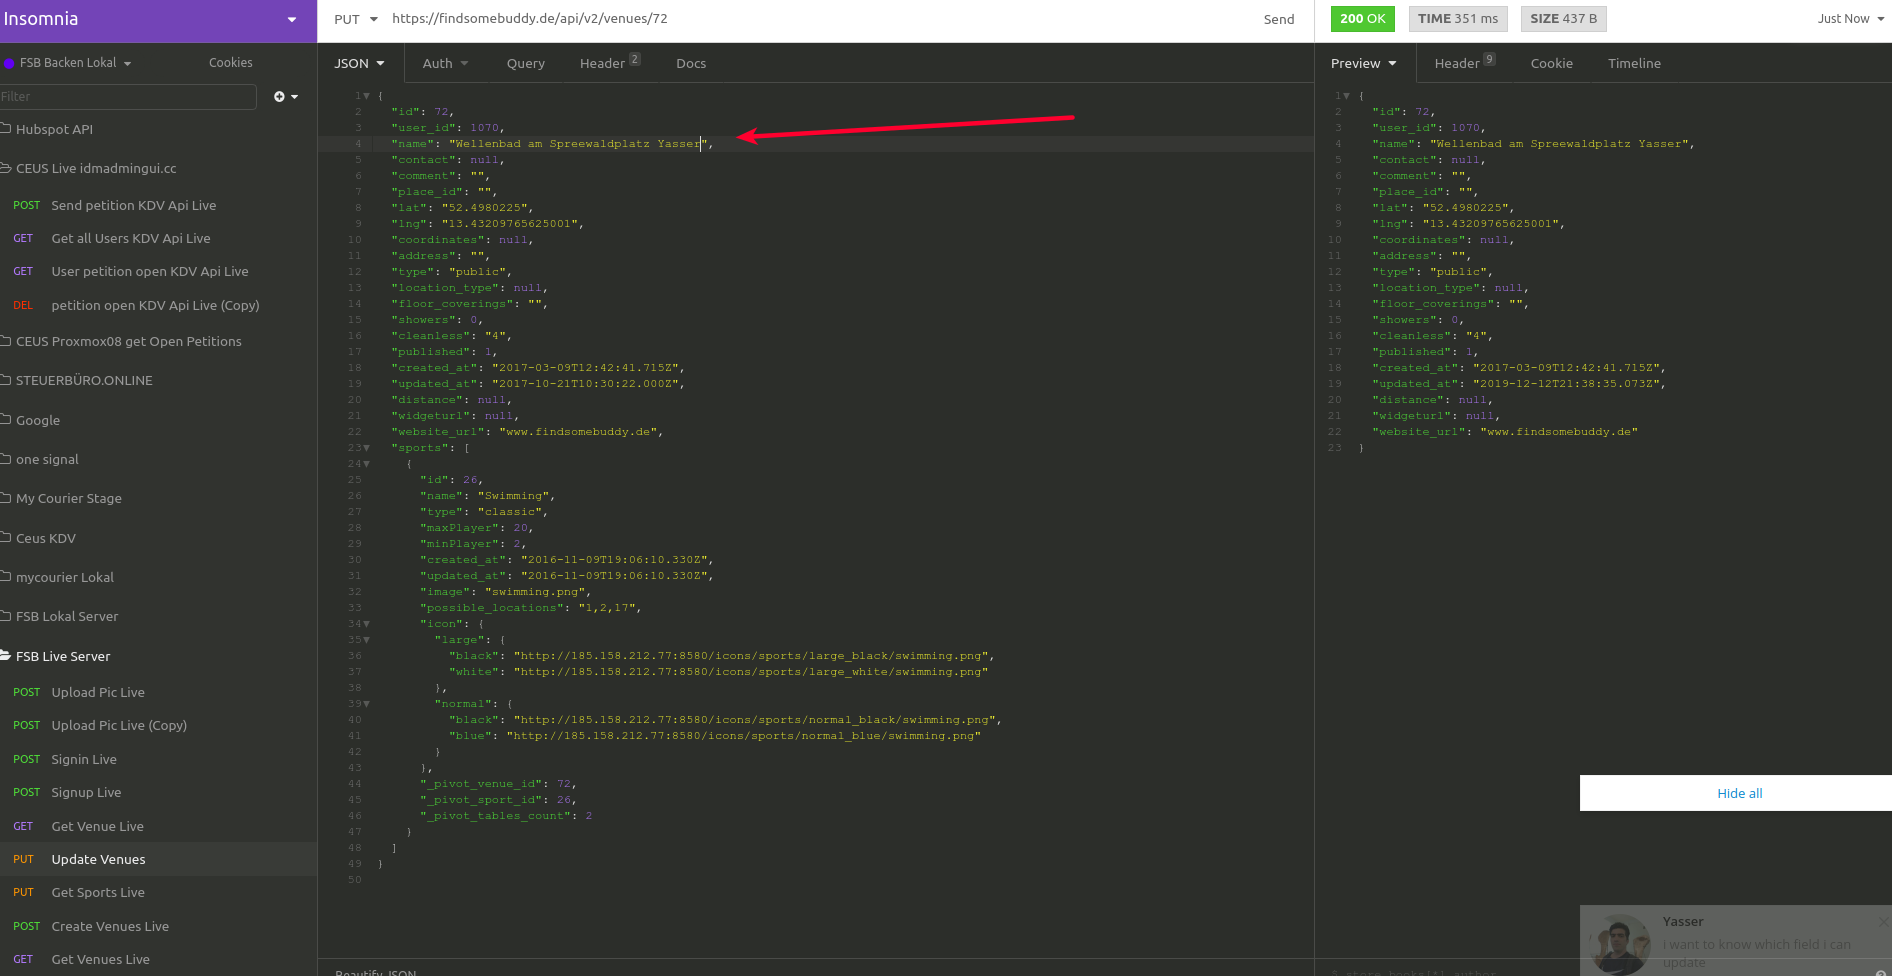 Insomnia
PUT https://findsomebuddy.de/api/v2/venues/72 Send
200 OK TIME 351 ms SIZE 437 B Just Now
FSB Backen Lokal Cookies
Filter
Hubspot API
CEUS Live idmadmingui.cc
POST Send petition KDV Api Live
GET Get all Users KDV Api Live
GET User petition open KDV Api Live
DEL petition open KDV Api Live (Copy)
CEUS Proxmox08 get Open Petitions
STEUERBÜRO.ONLINE
Google
one signal
My Courier Stage
Ceus KDV
mycourier Lokal
FSB Lokal Server
FSB Live Server
POST Upload Pic Live
POST Upload Pic Live (Copy)
POST Signin Live
POST Signup Live
GET Get Venue Live
PUT Update Venues
PUT Get Sports Live
POST Create Venues Live
GET Get Venues Live
JSON Auth Query Header 2 Docs
1 {
2 "id": 72,
3 "user_id": 1070,
4 "name": "Wellenbad am Spreewaldplatz Yasser",
5 "contact": null,
6 "comment": "",
7 "place_id": "",
8 "lat": "52.4980225",
9 "lng": "13.43209765625001",
10 "coordinates": null,
11 "address": "",
12 "type": "public",
13 "location_type": null,
14 "floor_coverings": "",
15 "showers": 0,
16 "cleanless": "4",
17 "published": 1,
18 "created_at": "2017-03-09T12:42:41.715Z",
19 "updated_at": "2017-10-21T10:30:22.000Z",
20 "distance": null,
21 "widgeturl": null,
22 "website_url": "www.findsomebuddy.de",
23 "sports": [
24 {
25 "id": 26,
26 "name": "Swimming",
27 "type": "classic",
28 "maxPlayer": 20,
29 "minPlayer": 2,
30 "created_at": "2016-11-09T19:06:10.330Z",
31 "updated_at": "2016-11-09T19:06:10.330Z",
32 "image": "swimming.png",
33 "possible_locations": "1,2,17",
34 "icon": {
35 "large": {
36 "black": "http://185.158.212.77:8580/icons/sports/large_black/swimming.png",
37 "white": "http://185.158.212.77:8580/icons/sports/large_white/swimming.png"
38 },
39 "normal": {
40 "black": "http://185.158.212.77:8580/icons/sports/normal_black/swimming.png",
41 "blue": "http://185.158.212.77:8580/icons/sports/normal_blue/swimming.png"
42 }
43 },
44 "_pivot_venue_id": 72,
45 "_pivot_sport_id": 26,
46 "_pivot_tables_count": 2
47 }
48 ]
49 }
50
Beautify JSON
Preview Header 9 Cookie Timeline
1 {
2 "id": 72,
3 "user_id": 1070,
4 "name": "Wellenbad am Spreewaldplatz Yasser",
5 "contact": null,
6 "comment": "",
7 "place_id": "",
8 "lat": "52.4980225",
9 "lng": "13.43209765625001",
10 "coordinates": null,
11 "address": "",
12 "type": "public",
13 "location_type": null,
14 "floor_coverings": "",
15 "showers": 0,
16 "cleanless": "4",
17 "published": 1,
18 "created_at": "2017-03-09T12:42:41.715Z",
19 "updated_at": "2019-12-12T21:38:35.073Z",
20 "distance": null,
21 "widgeturl": null,
22 "website_url": "www.findsomebuddy.de"
23 }
Hide all
Yasser
i want to know which field i can
update